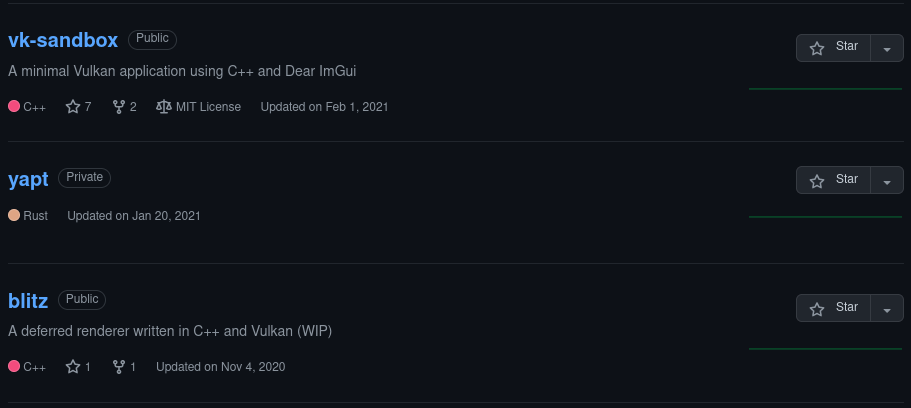 vk-sandbox Public Star
A minimal Vulkan application using C++ and Dear ImGui
C++ 7 2 MIT License Updated on Feb 1, 2021
yapt Private Star
Rust Updated on Jan 20, 2021
blitz Public Star
A deferred renderer written in C++ and Vulkan (WIP)
C++ 1 1 Updated on Nov 4, 2020